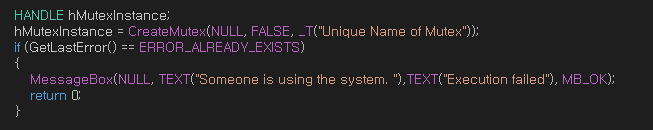 HANDLE hMutexInstance;
hMutexInstance = CreateMutex(NULL, FALSE, _T("Unique Name of Mutex"));
if (GetLastError() == ERROR_ALREADY_EXISTS)
{
MessageBox(NULL, TEXT("Someone is using the system. "),TEXT("Execution failed"), MB_OK);
return 0;
}